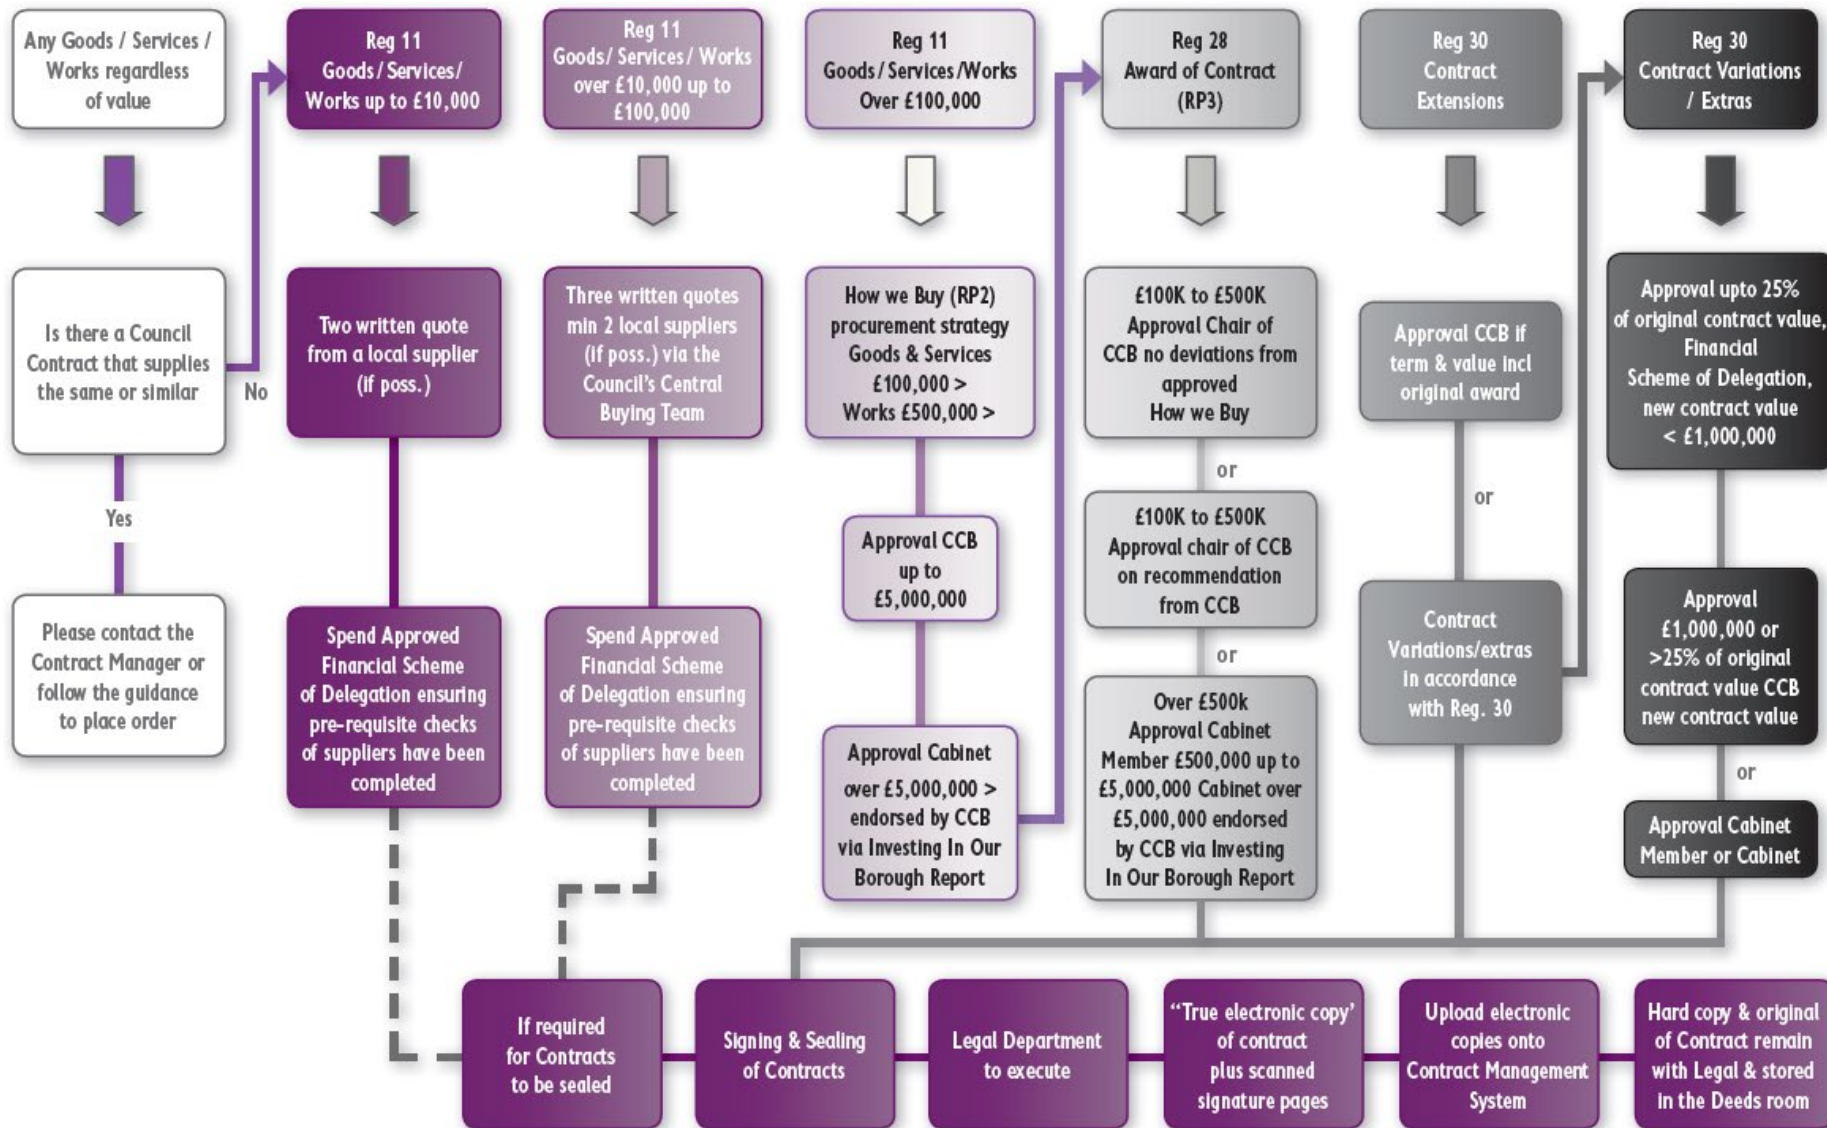 Any Goods / Services /
Works regardless
of value
Reg 11
Goods/ Services/
Works up to £10,000
Reg 11
Goods/ Services/ Works
over £10,000 up to
£100,000
Reg 11
Goods/ Services /Works
Over £100,000
Reg 28
Award of Contract
(RP3)
Reg 30
Contract
Extensions
Reg 30
Contract Variations
/ Extras
Is there a Council
Contract that supplies
the same or similar
No
Yes
Please contact the
Contract Manager or
follow the guidance
to place order
Two written quote
from a local supplier
(if poss.)
Spend Approved
Financial Scheme
of Delegation ensuring
pre-requisite checks
of suppliers have been
completed
Three written quotes
min 2 local suppliers
(if poss.) via the
Council's Central
Buying Team
Spend Approved
Financial Scheme
of Delegation ensuring
pre-requisite checks
of suppliers have been
completed
How we Buy (RP2)
procurement strategy
Goods & Services
£100,000 >
Works £500,000 >
Approval CCB
up to
£5,000,000
Approval Cabinet
over £5,000,000 >
endorsed by CCB
via Investing In Our
Borough Report
£100K to £500K
Approval Chair of
CCB no deviations from
approved
How we Buy
or
£100K to £500K
Approval chair of CCB
on recommendation
from CCB
or
Over £500k
Approval Cabinet
Member £500,000 up to
£5,000,000 Cabinet over
£5,000,000 endorsed
by CCB via Investing
In Our Borough Report
Approval CCB if
term & value incl
original award
or
Contract
Variations/extras
in accordance
with Reg. 30
Approval upto 25%
of original contract value,
Financial
Scheme of Delegation,
new contract value
< £1,000,000
Approval
£1,000,000 or
>25% of original
contract value CCB
new contract value
or
Approval Cabinet
Member or Cabinet
If required
for Contracts
to be sealed
Signing & Sealing
of Contracts
Legal Department
to execute
“True electronic copy’
of contract
plus scanned
signature pages
Upload electronic
copies onto
Contract Management
System
Hard copy & original
of Contract remain
with Legal & stored
in the Deeds room